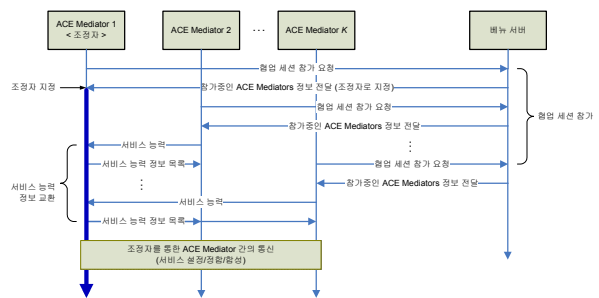 ACE Mediator 1
< 조정자 >
ACE Mediator 2
...
ACE Mediator K
베뉴 서버
협업 세션 참가 요청
조정자 지정
참가중인 ACE Mediators 정보 전달 (조정자로 지정)
협업 세션 참가 요청
협업 세션 참가
참가중인 ACE Mediators 정보 전달
서비스 능력
서비스 능력 정보 목록
협업 세션 참가 요청
서비스 능력
정보 교환
참가중인 ACE Mediators 정보 전달
서비스 능력
서비스 능력 정보 목록
조정자를 통한 ACE Mediator 간의 통신
(서비스 설정/정합/합성)